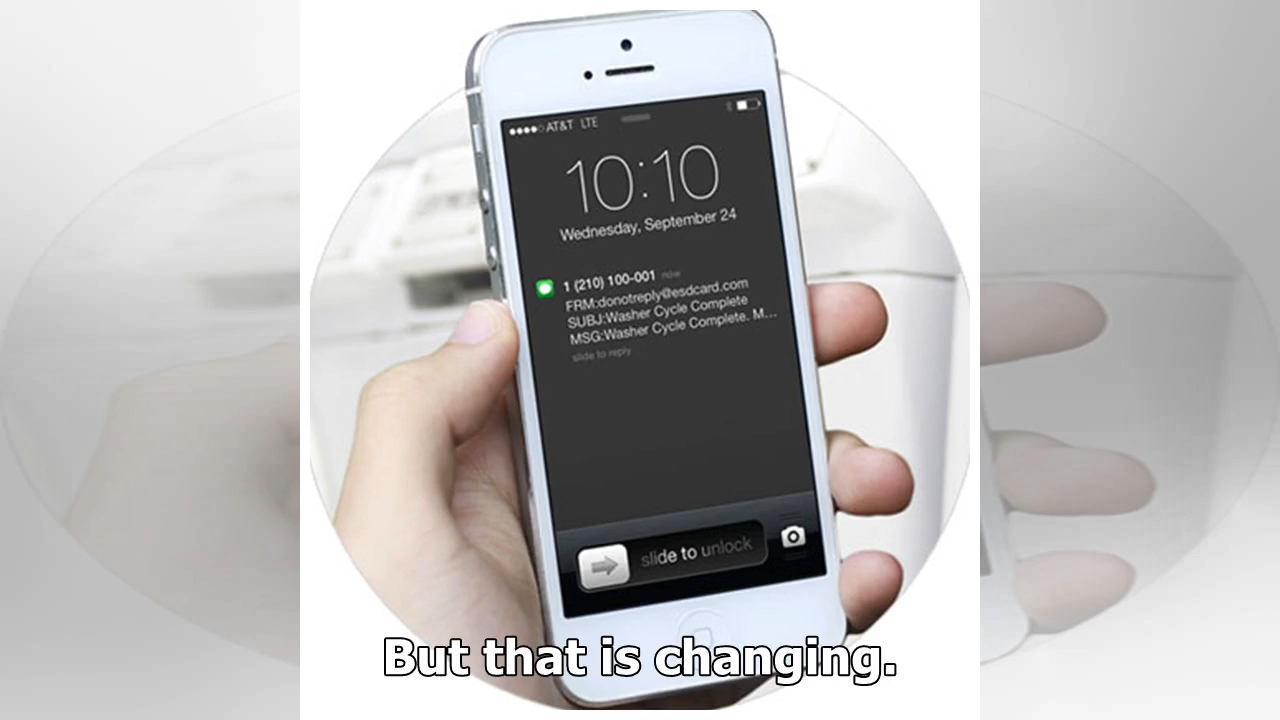 AT&T LTE
10:10
Wednesday, September 24
1 (210) 100-001 now
FRM:donotreply@esdcard.com
SUBJ:Washer Cycle Complete
MSG:Washer Cycle Complete. M...
slide to reply
slide to unlock
But that is changing.